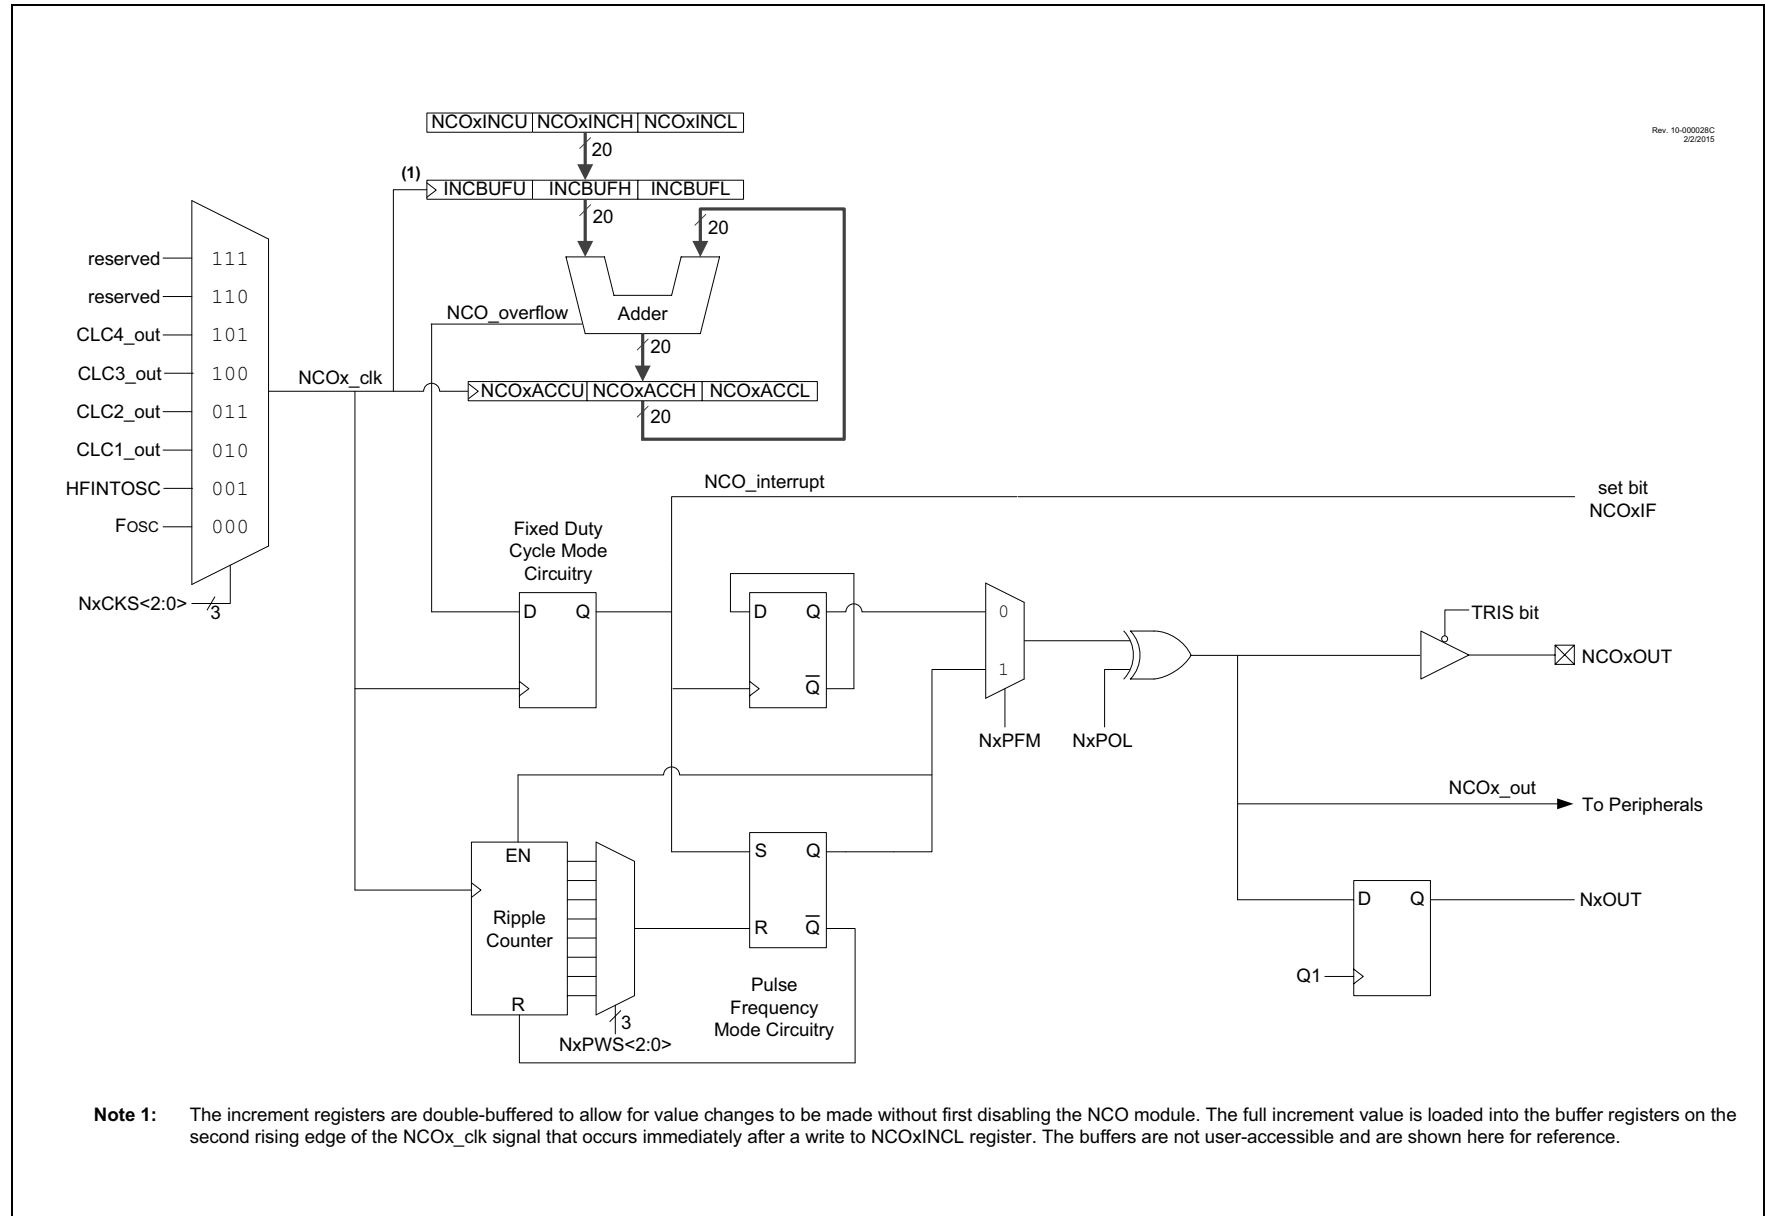 NCOxINCU NCOxINCH NCOxINCL
20
Rev. 10-000028C
2/2/2015
(1)
INCBUFU INCBUFH INCBUFL
20
20
reserved 111
reserved 110
CLC4_out 101
CLC3_out 100
CLC2_out 011
CLC1_out 010
HFINTOSC 001
FOSC 000
NxCKS<2:0>
3
NCOx_clk
NCO_overflow
Adder
20
NCOxACCU NCOxACCH NCOxACCL
20
NCO_interrupt
set bit
NCOxIF
Fixed Duty
Cycle Mode
Circuitry
D Q
D Q
Q̅
0
1
NxPFM
NxPOL
TRIS bit
NCOxOUT
NCOx_out
To Peripherals
EN
Ripple
Counter
R
3
NxPWS<2:0>
S Q
R Q̅
Pulse
Frequency
Mode Circuitry
D Q
Q1
NxOUT
Note 1: The increment registers are double-buffered to allow for value changes to be made without first disabling the NCO module. The full increment value is loaded into the buffer registers on the
second rising edge of the NCOx_clk signal that occurs immediately after a write to NCOxINCL register. The buffers are not user-accessible and are shown here for reference.